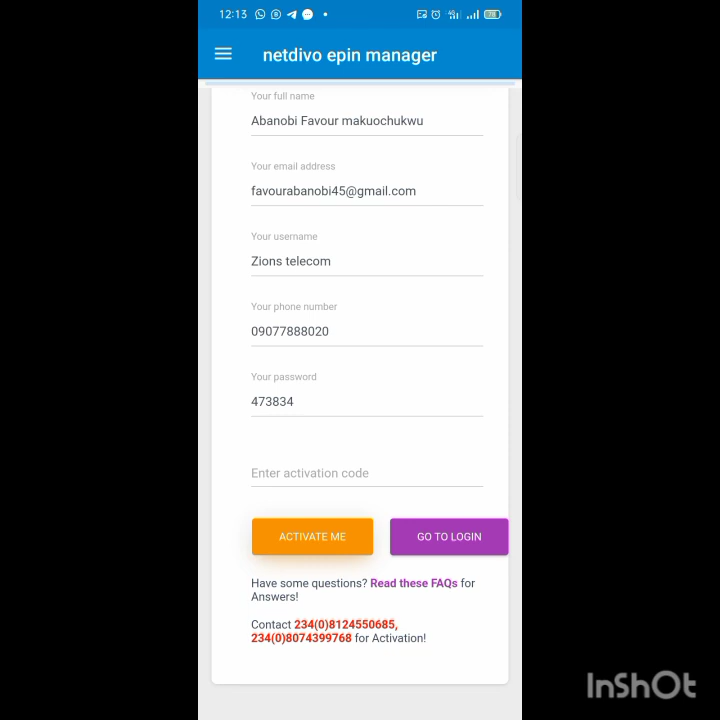 12:13
netdivo epin manager
Your full name
Abanobi Favour makuochukwu
Your email address
favourabanobi45@gmail.com
Your username
Zions telecom
Your phone number
09077888020
Your password
473834
Enter activation code
ACTIVATE ME GO TO LOGIN
Have some questions? Read these FAQs for
Answers!
Contact 234(0)8124550685,
234(0)8074399768 for Activation!
InShOt